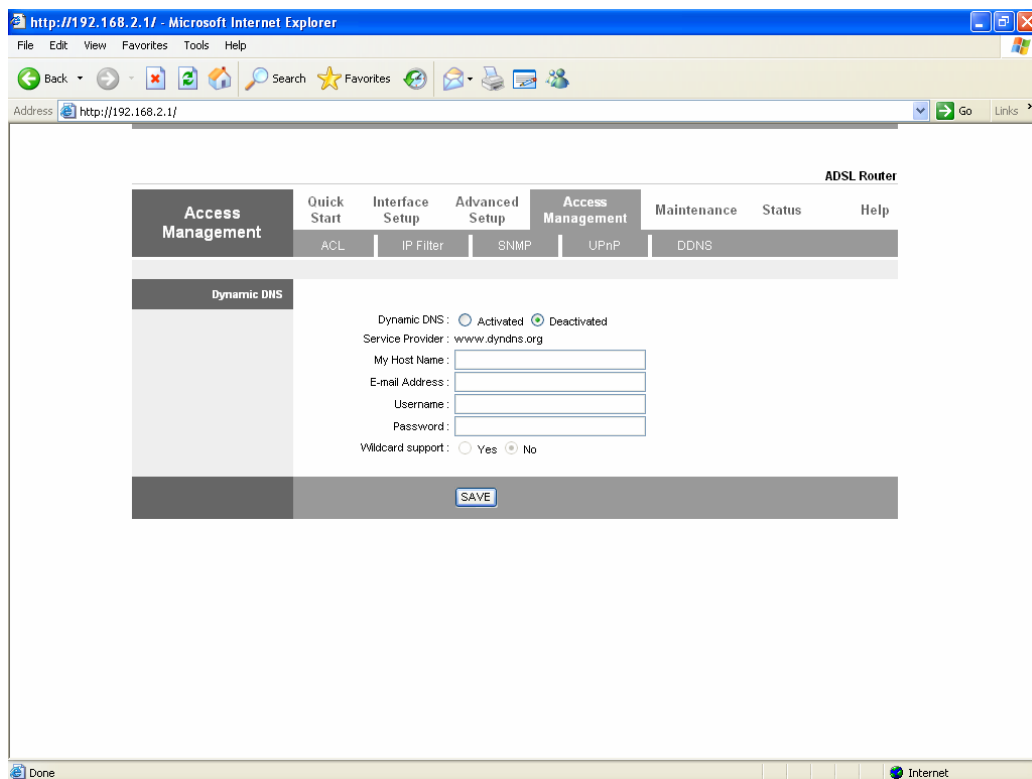 http://192.168.2.1/ - Microsoft Internet Explorer
File Edit View Favorites Tools Help
Back Search Favorites
Address http://192.168.2.1/ Go Links
ADSL Router
Access Management
Quick Start
Interface Setup
Advanced Setup
Access Management
Maintenance
Status
Help
ACL IP Filter SNMP UPnP DDNS
Dynamic DNS
Dynamic DNS : Activated Deactivated
Service Provider : www.dyndns.org
My Host Name :
E-mail Address :
Username :
Password :
Wildcard support : Yes No
SAVE
Done Internet